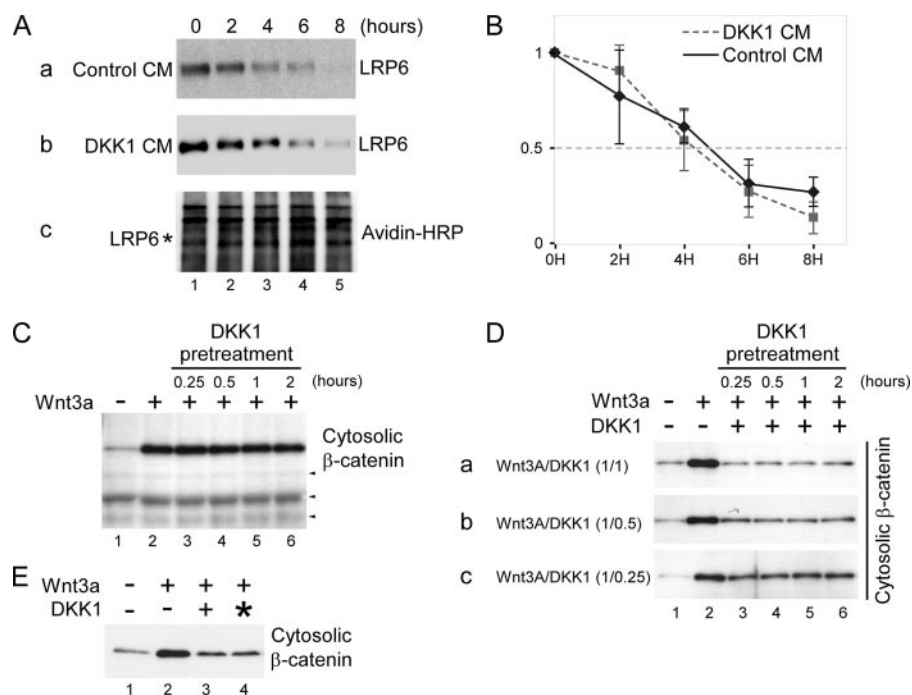 A
0 2 4 6 8 (hours)
a Control CM LRP6
b DKK1 CM LRP6
c LRP6 * Avidin-HRP
1 2 3 4 5
B
DKK1 CM
Control CM
1
0.5
0
0H 2H 4H 6H 8H
C
DKK1
pretreatment
0.25 0.5 1 2 (hours)
Wnt3a - + + + + +
Cytosolic
β-catenin
1 2 3 4 5 6
D
DKK1
pretreatment
0.25 0.5 1 2 (hours)
Wnt3a - + + + + +
DKK1 - - + + + +
a Wnt3A/DKK1 (1/1)
b Wnt3A/DKK1 (1/0.5)
c Wnt3A/DKK1 (1/0.25)
Cytosolic β-catenin
1 2 3 4 5 6
E
Wnt3a - + + +
DKK1 - - + *
Cytosolic
β-catenin
1 2 3 4